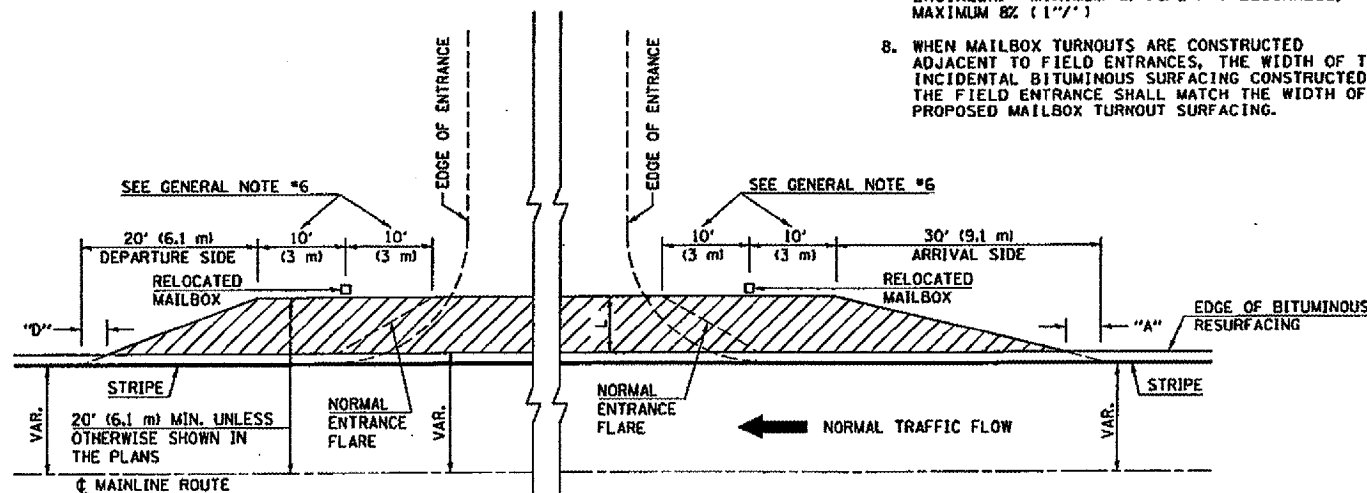 MAXIMUM 8% (1"/')
8. WHEN MAILBOX TURNOUTS ARE CONSTRUCTED
ADJACENT TO FIELD ENTRANCES, THE WIDTH OF T
INCIDENTAL BITUMINOUS SURFACING CONSTRUCTED
THE FIELD ENTRANCE SHALL MATCH THE WIDTH OF
PROPOSED MAILBOX TURNOUT SURFACING.
EDGE OF ENTRANCE
EDGE OF ENTRANCE
SEE GENERAL NOTE *6
SEE GENERAL NOTE *6
20' (6.1 m)
DEPARTURE SIDE
10'
(3 m)
10'
(3 m)
10'
(3 m)
10'
(3 m)
30' (9.1 m)
ARRIVAL SIDE
RELOCATED
MAILBOX
RELOCATED
MAILBOX
"D"
"A"
EDGE OF BITUMINOUS
RESURFACING
STRIPE
STRIPE
VAR.
20' (6.1 m) MIN. UNLESS
OTHERWISE SHOWN IN
THE PLANS
NORMAL
ENTRANCE
FLARE
VAR.
NORMAL
ENTRANCE
FLARE
NORMAL TRAFFIC FLOW
VAR.
℄ MAINLINE ROUTE